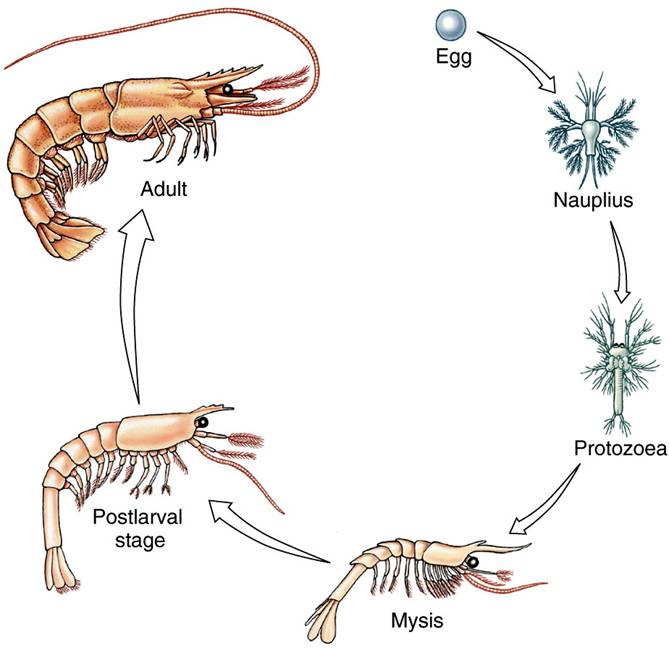 Egg
Nauplius
Protozoea
Mysis
Postlarval
stage
Adult